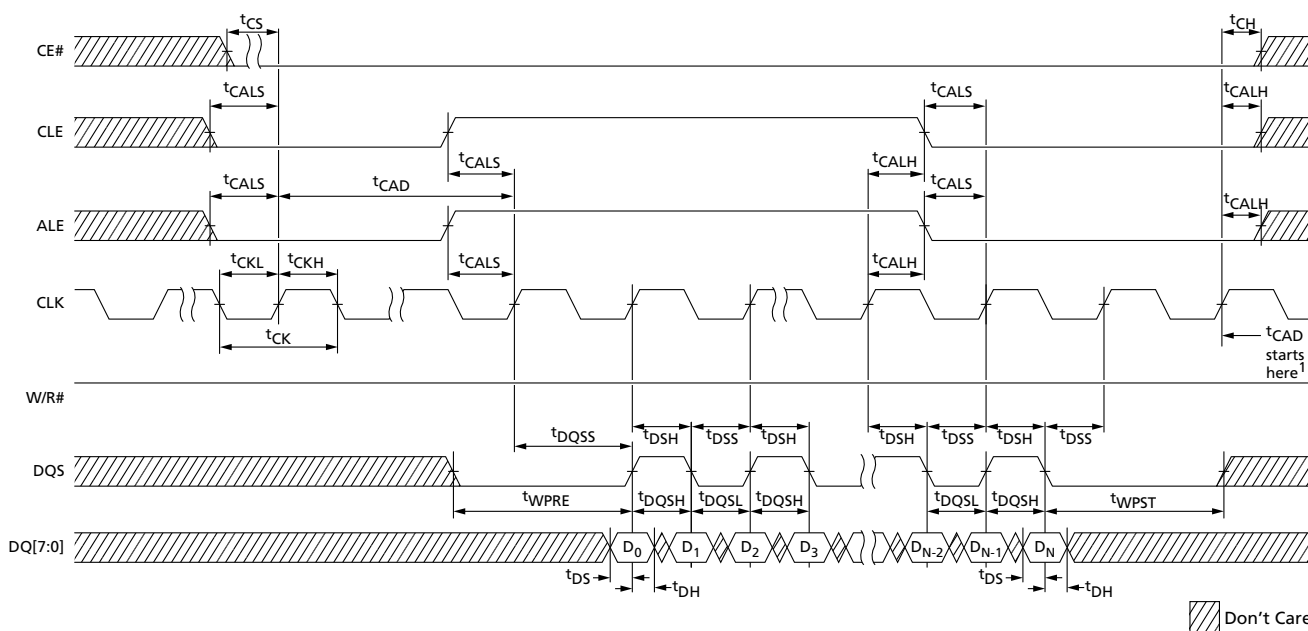 tCS
tCH
CE#
tCALS
tCALS
tCALH
CLE
tCALS
tCALH
tCALS
tCAD
tCALS
tCALH
ALE
tCKL
tCKH
tCALS
tCALH
CLK
tCK
tCAD
starts
here1
W/R#
tDQSS
tDSH
tDSS
tDSH
tDSH
tDSS
tDSH
tDSS
DQS
tWPRE
tDQSH
tDQSL
tDQSH
tDQSL
tDQSH
tWPST
DQ[7:0]
D0
D1
D2
D3
DN-2
DN-1
DN
tDS
tDH
tDS
tDH
Don't Care